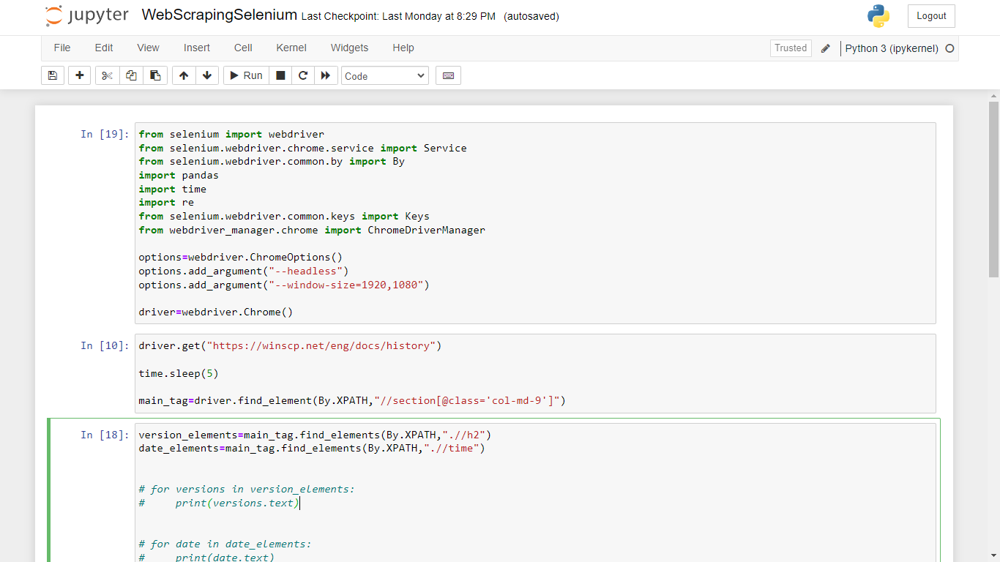 jupyter WebScrapingSelenium Last Checkpoint: Last Monday at 8:29 PM (autosaved) Logout
File Edit View Insert Cell Kernel Widgets Help Trusted Python 3 (ipykernel)
Run Code
In [19]: from selenium import webdriver
from selenium.webdriver.chrome.service import Service
from selenium.webdriver.common.by import By
import pandas
import time
import re
from selenium.webdriver.common.keys import Keys
from webdriver_manager.chrome import ChromeDriverManager
options=webdriver.ChromeOptions()
options.add_argument("--headless")
options.add_argument("--window-size=1920,1080")
driver=webdriver.Chrome()
In [10]: driver.get("https://winscp.net/eng/docs/history")
time.sleep(5)
main_tag=driver.find_element(By.XPATH,"//section[@class='col-md-9']")
In [18]: version_elements=main_tag.find_elements(By.XPATH,".//h2")
date_elements=main_tag.find_elements(By.XPATH,".//time")
# for versions in version_elements:
#     print(versions.text)
# for date in date_elements:
#     print(date.text)